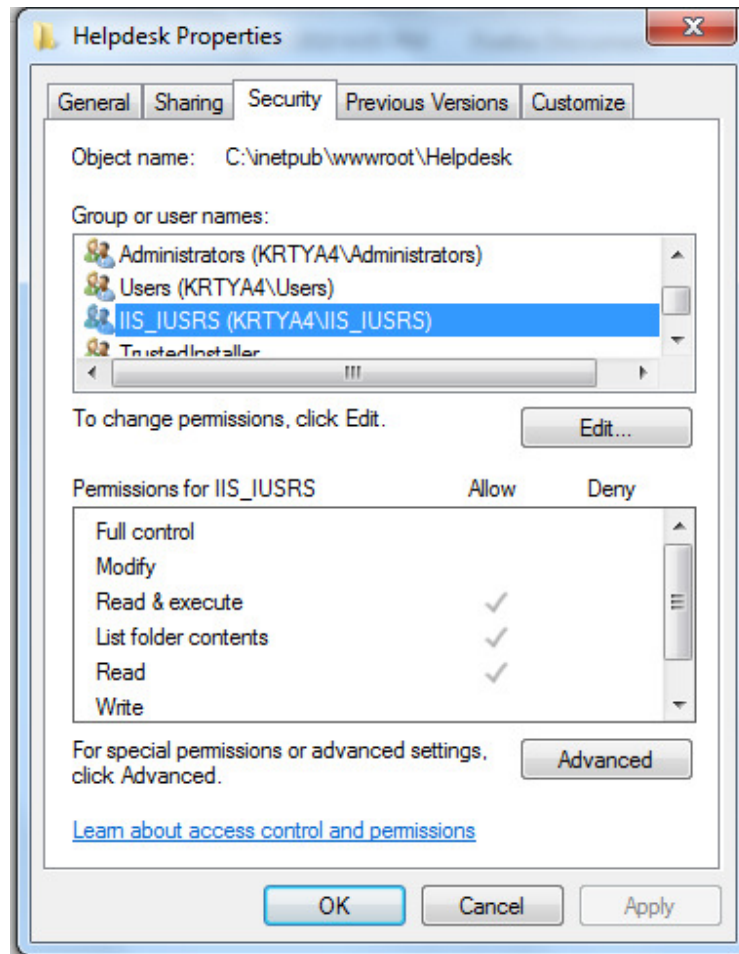 Helpdesk Properties
General Sharing Security Previous Versions Customize
Object name: C:\inetpub\wwwroot\Helpdesk
Group or user names:
Administrators (KRTYA4\Administrators)
Users (KRTYA4\Users)
IIS_IUSRS (KRTYA4\IIS_IUSRS)
TrustedInstaller
To change permissions, click Edit.
Edit...
Permissions for IIS_IUSRS Allow Deny
Full control
Modify
Read & execute
List folder contents
Read
Write
For special permissions or advanced settings,
click Advanced.
Advanced
Learn about access control and permissions
OK Cancel Apply